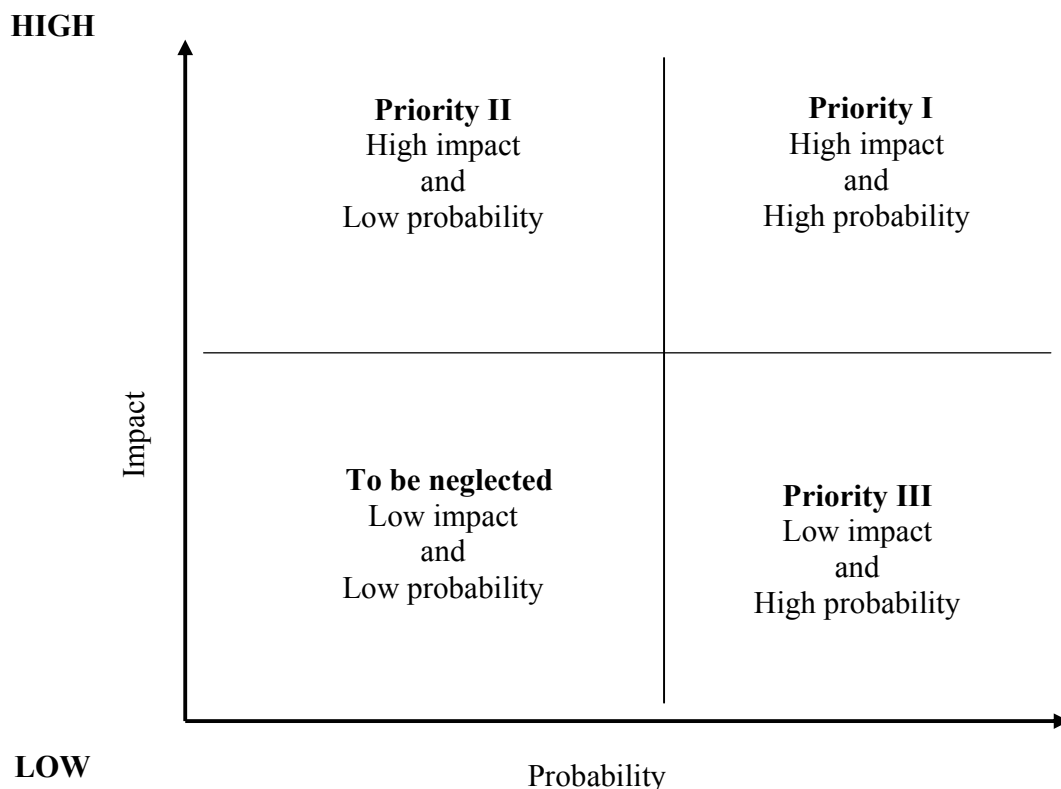 HIGH
Priority II
High impact
and
Low probability
Priority I
High impact
and
High probability
Impact
To be neglected
Low impact
and
Low probability
Priority III
Low impact
and
High probability
LOW
Probability